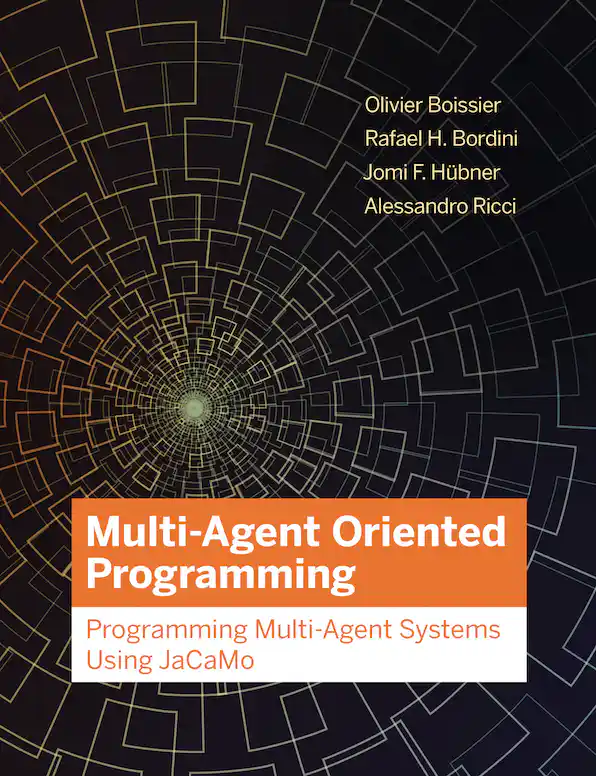 Olivier Boissier
Rafael H. Bordini
Jomi F. Hübner
Alessandro Ricci
Multi-Agent Oriented
Programming
Programming Multi-Agent Systems
Using JaCaMo